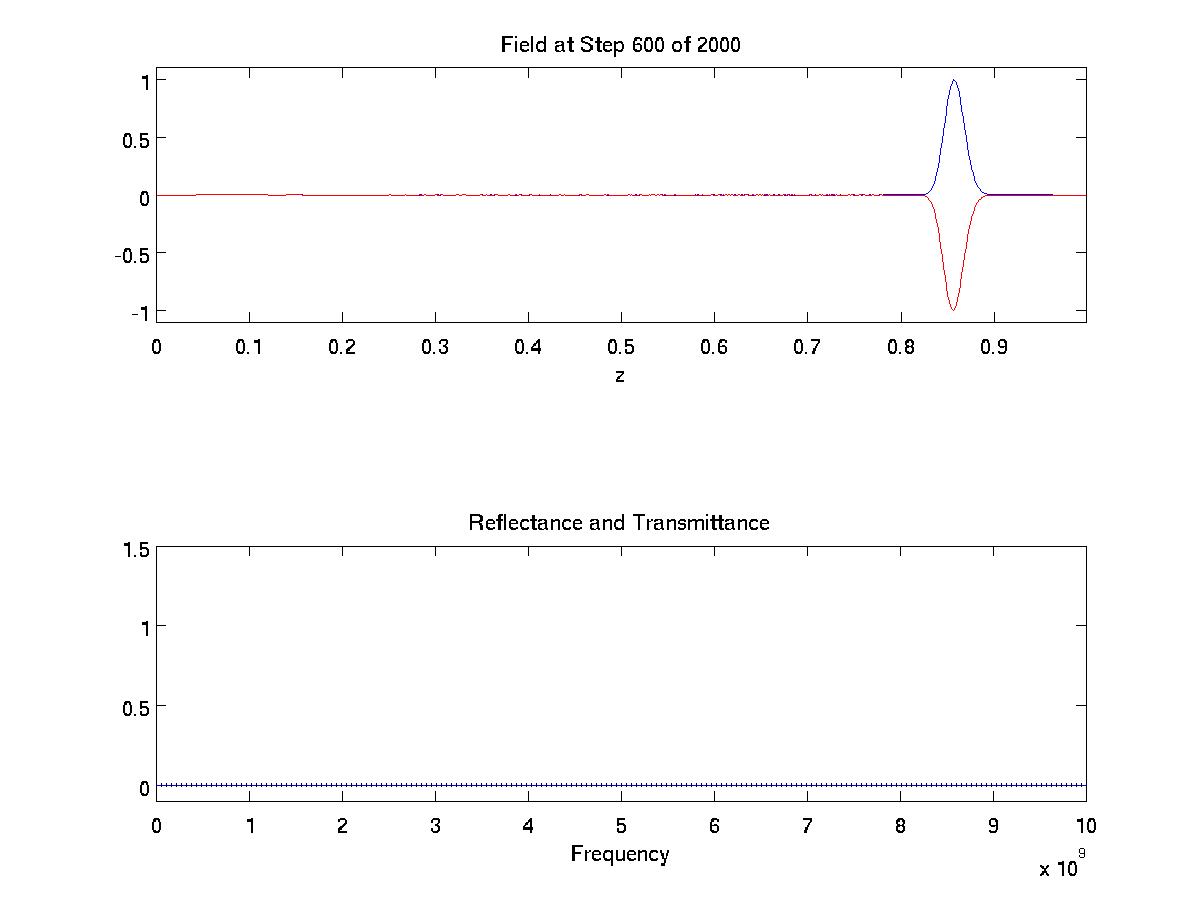 Field at Step 600 of 2000
1
0.5
0
-0.5
-1
0 0.1 0.2 0.3 0.4 0.5 0.6 0.7 0.8 0.9
z
Reflectance and Transmittance
1.5
1
0.5
0
0 1 2 3 4 5 6 7 8 9 10
Frequency
x 10^9